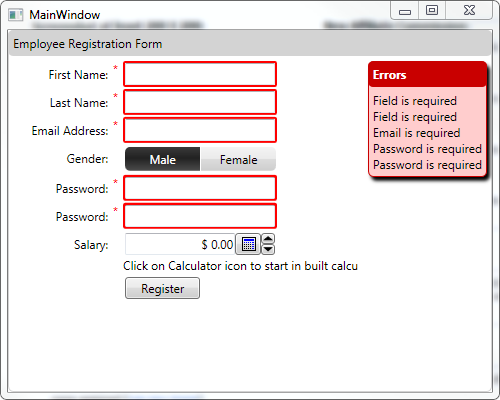 MainWindow
Employee Registration Form
First Name: *
Last Name: *
Email Address: *
Gender: Male Female
Password: *
Password: *
Salary: $ 0.00
Click on Calculator icon to start in built calcu
Register
Errors
Field is required
Field is required
Email is required
Password is required
Password is required